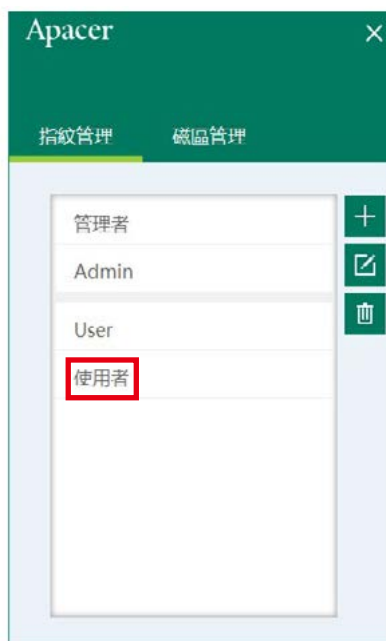 Apacer
指紋管理 磁區管理
管理者
Admin
User
使用者